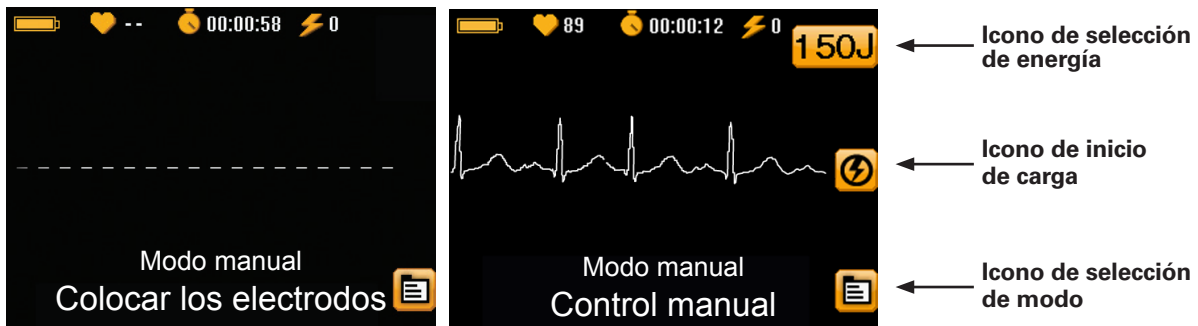 -- 00:00:58 0
Modo manual
Colocar los electrodos
89 00:00:12 0
150J
Modo manual
Control manual
Icono de selección
de energía
Icono de inicio
de carga
Icono de selección
de modo